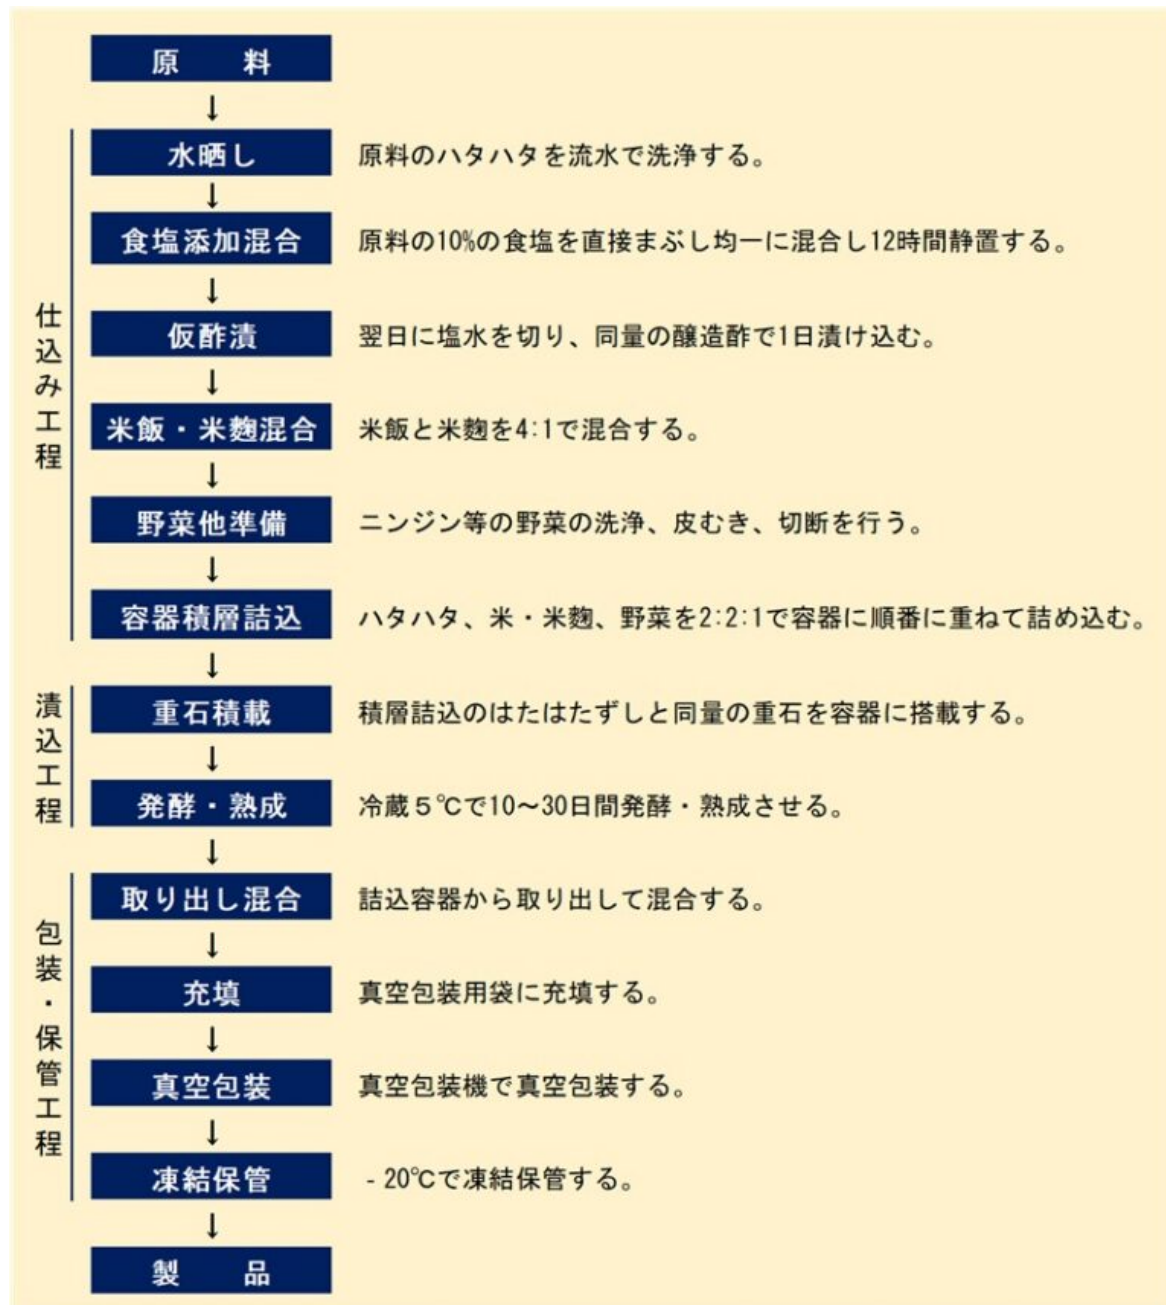 原　　料
↓
仕込み工程
水晒し　原料のハタハタを流水で洗浄する。
↓
食塩添加混合　原料の10%の食塩を直接まぶし均一に混合し12時間静置する。
↓
仮酢漬　翌日に塩水を切り、同量の醸造酢で1日漬け込む。
↓
米飯・米麹混合　米飯と米麹を4:1で混合する。
↓
野菜他準備　ニンジン等の野菜の洗浄、皮むき、切断を行う。
↓
容器積層詰込　ハタハタ、米・米麹、野菜を2:2:1で容器に順番に重ねて詰め込む。
↓
漬込工程
重石積載　積層詰込のはたはたずしと同量の重石を容器に搭載する。
↓
発酵・熟成　冷蔵５℃で10～30日間発酵・熟成させる。
↓
包装・保管工程
取り出し混合　詰込容器から取り出して混合する。
↓
充填　真空包装用袋に充填する。
↓
真空包装　真空包装機で真空包装する。
↓
凍結保管　- 20℃で凍結保管する。
↓
製　　品